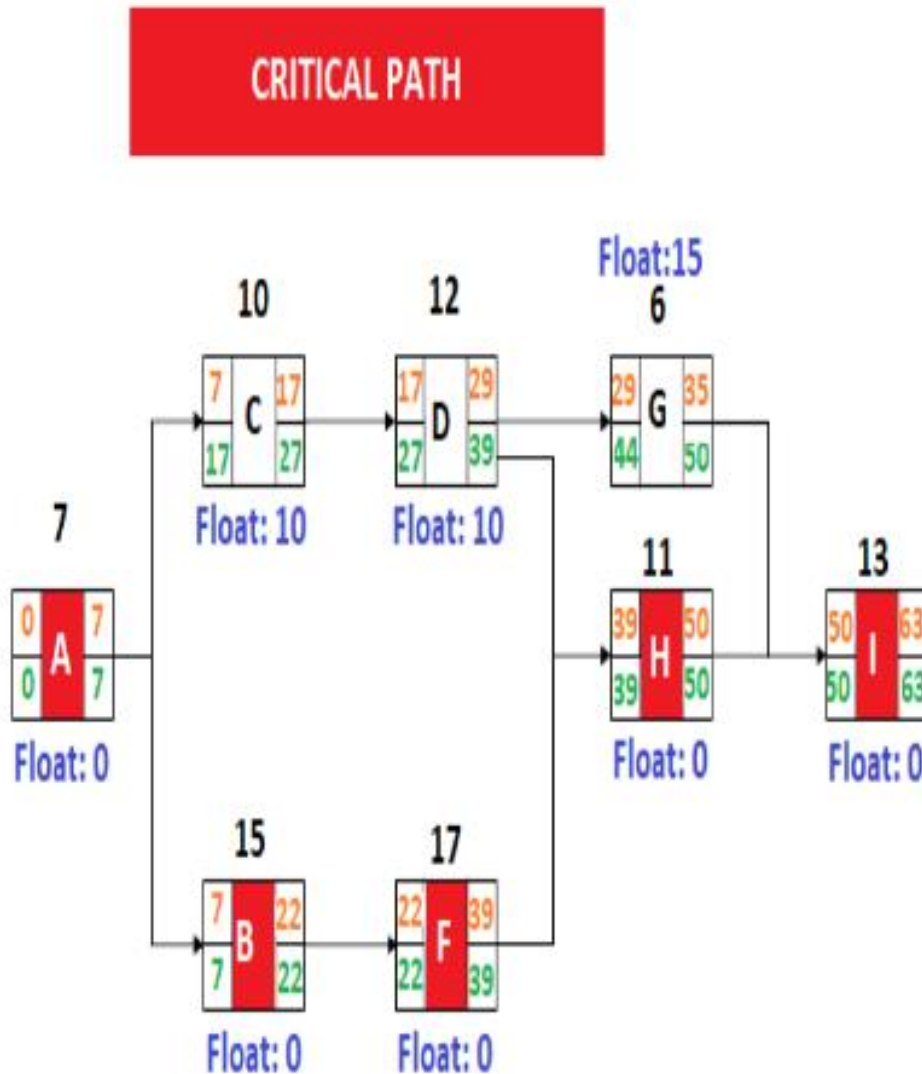 CRITICAL PATH
Float:15
10
12
6
7 C 17
17 27
Float: 10
17 D 29
27 39
Float: 10
29 G 35
44 50
7
0 A 7
0 7
Float: 0
11
39 H 50
39 50
Float: 0
13
50 I 63
50 63
Float: 0
15
7 B 22
7 22
Float: 0
17
22 F 39
22 39
Float: 0